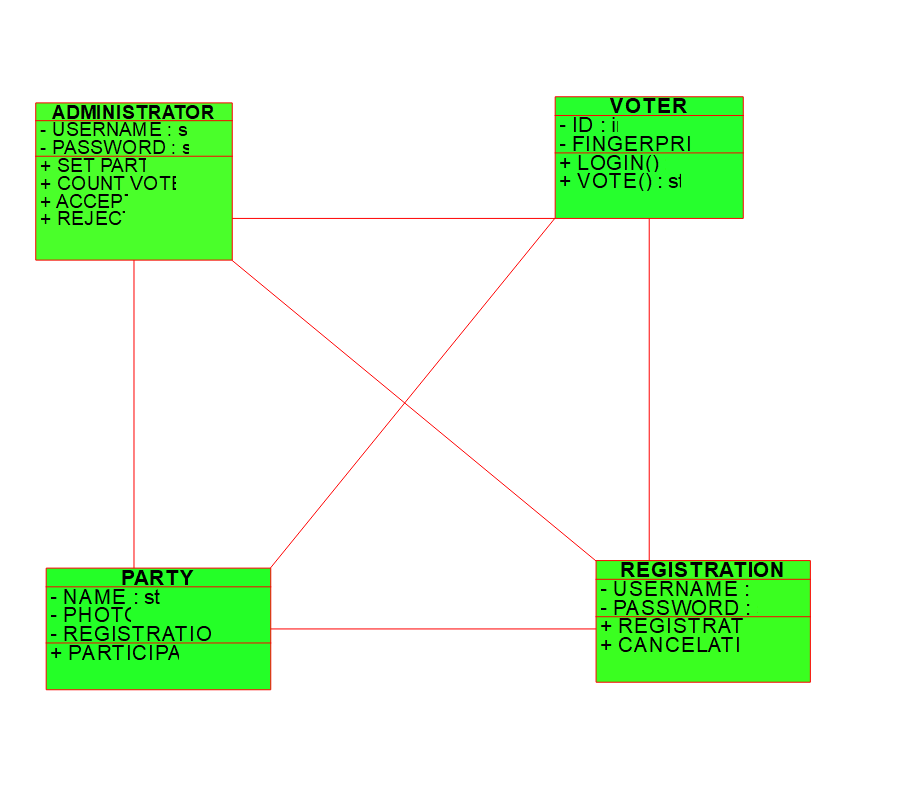 ADMINISTRATOR
- USERNAME : s
- PASSWORD : s
+ SET PART
+ COUNT VOTE
+ ACCEPT
+ REJECT
VOTER
- ID : i
- FINGERPRI
+ LOGIN()
+ VOTE() : st
PARTY
- NAME : st
- PHOTO
- REGISTRATIO
+ PARTICIPA
REGISTRATION
- USERNAME :
- PASSWORD :
+ REGISTRAT
+ CANCELATI